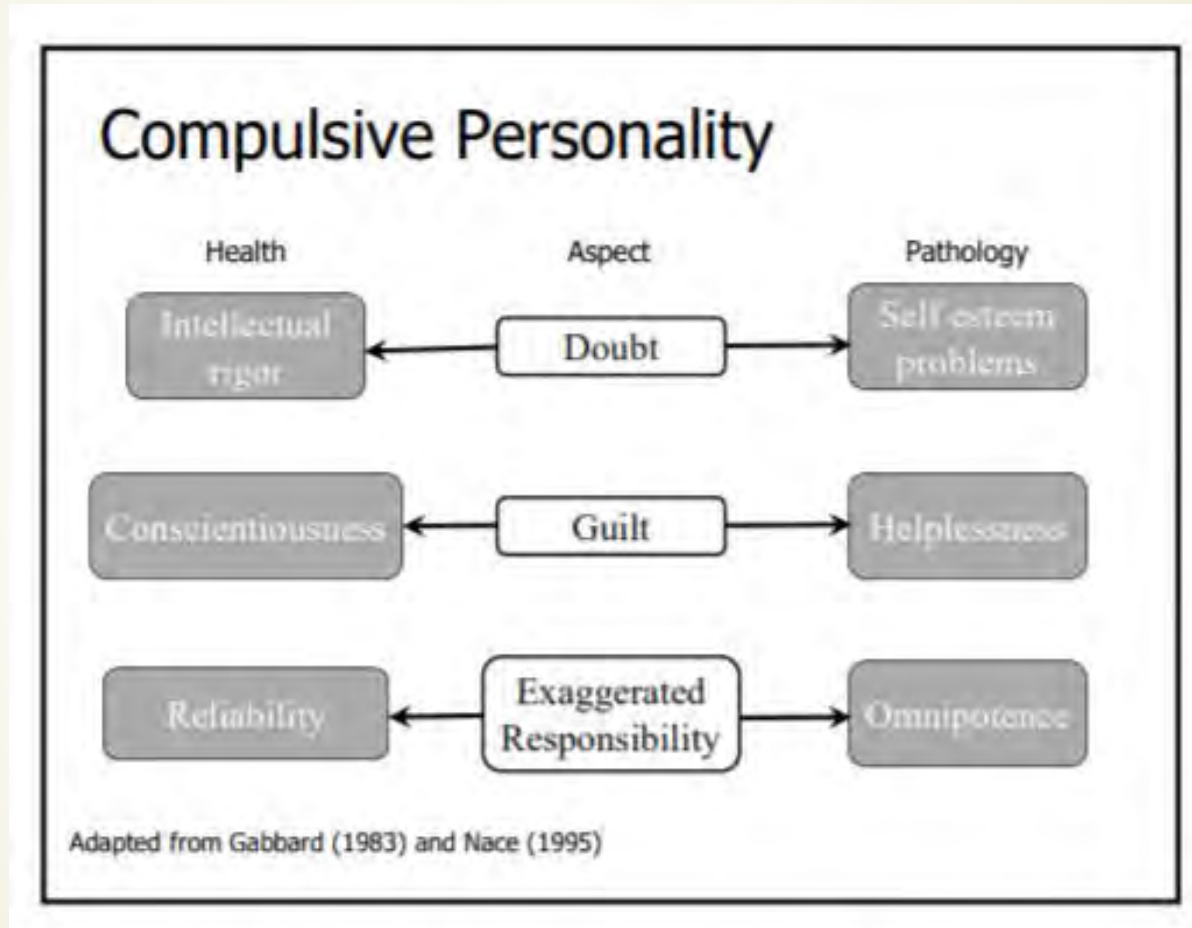 Compulsive Personality
Health Aspect Pathology
Intellectual
rigor
Doubt
Self esteem
problems
Conscientiousness
Guilt
Helplessness
Reliability
Exaggerated
Responsibility
Omnipotence
Adapted from Gabbard (1983) and Nace (1995)